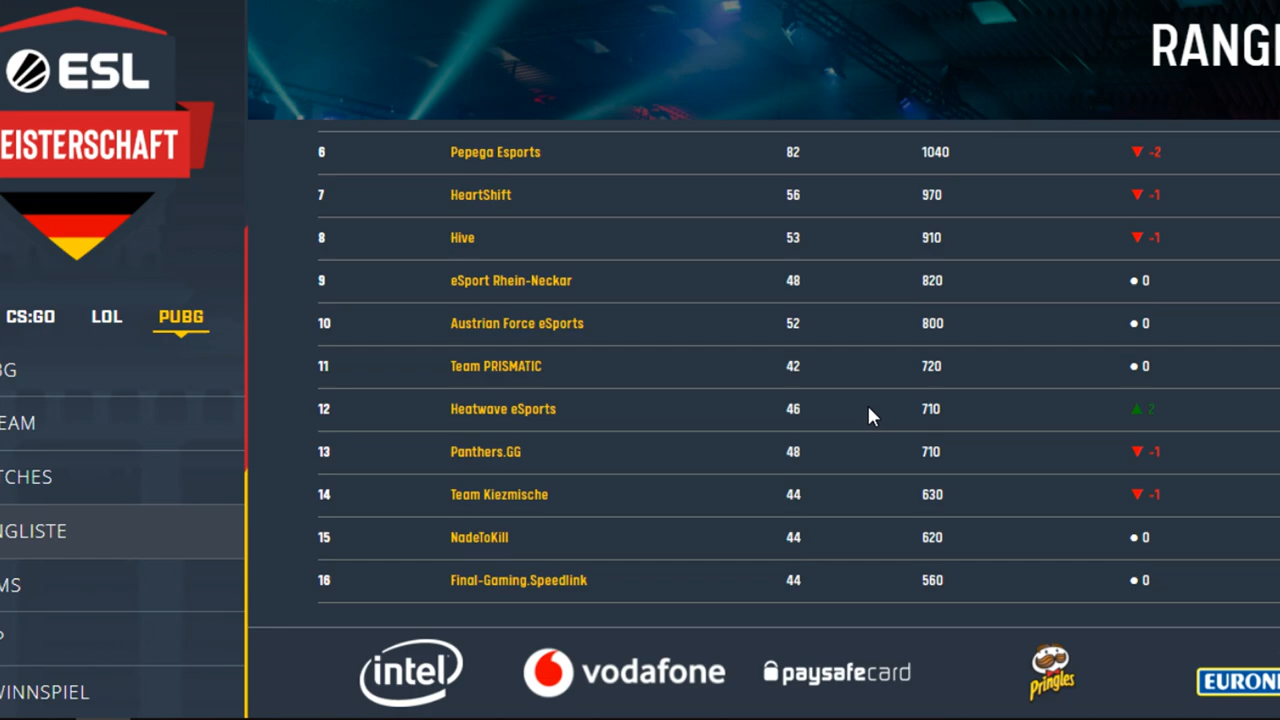 ESL
EISTERSCHAFT
CS:GO LOL PUBG
BG
EAM
TCHES
NGLISTE
MS
P
WINNSPIEL
RANGI
6 Pepega Esports 82 1040 ▼ -2
7 HeartShift 56 970 ▼ -1
8 Hive 53 910 ▼ -1
9 eSport Rhein-Neckar 48 820 ● 0
10 Austrian Force eSports 52 800 ● 0
11 Team PRISMATIC 42 720 ● 0
12 Heatwave eSports 46 710 ▲ 2
13 Panthers.GG 48 710 ▼ -1
14 Team Kiezmische 44 630 ▼ -1
15 NadeToKill 44 620 ● 0
16 Final-Gaming.Speedlink 44 560 ● 0
intel vodafone paysafecard Pringles EURON